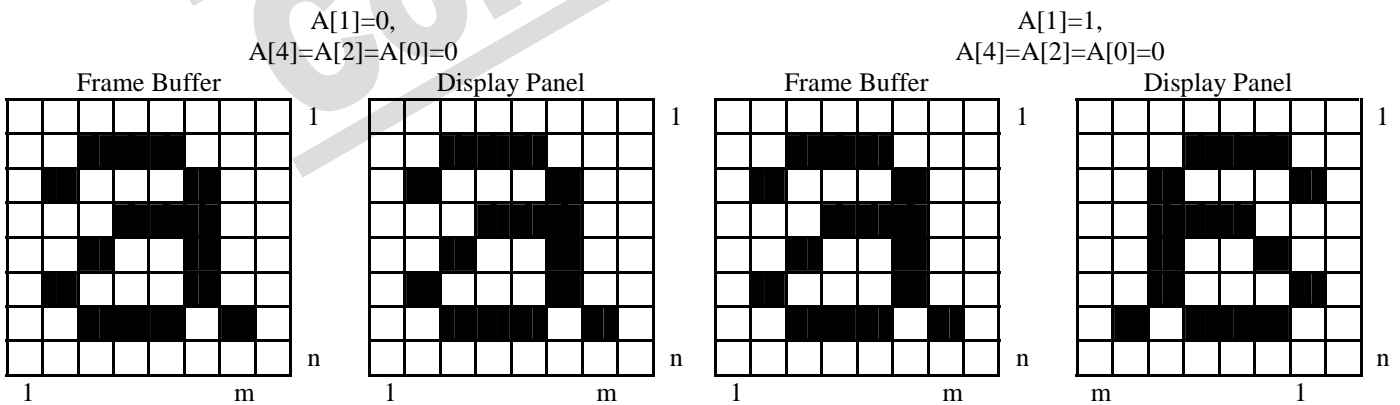 A[1]=0,
A[4]=A[2]=A[0]=0
Frame Buffer
Display Panel
1
1
n
n
1 m
1 m
A[1]=1,
A[4]=A[2]=A[0]=0
Frame Buffer
Display Panel
1
1
n
n
1 m
m 1